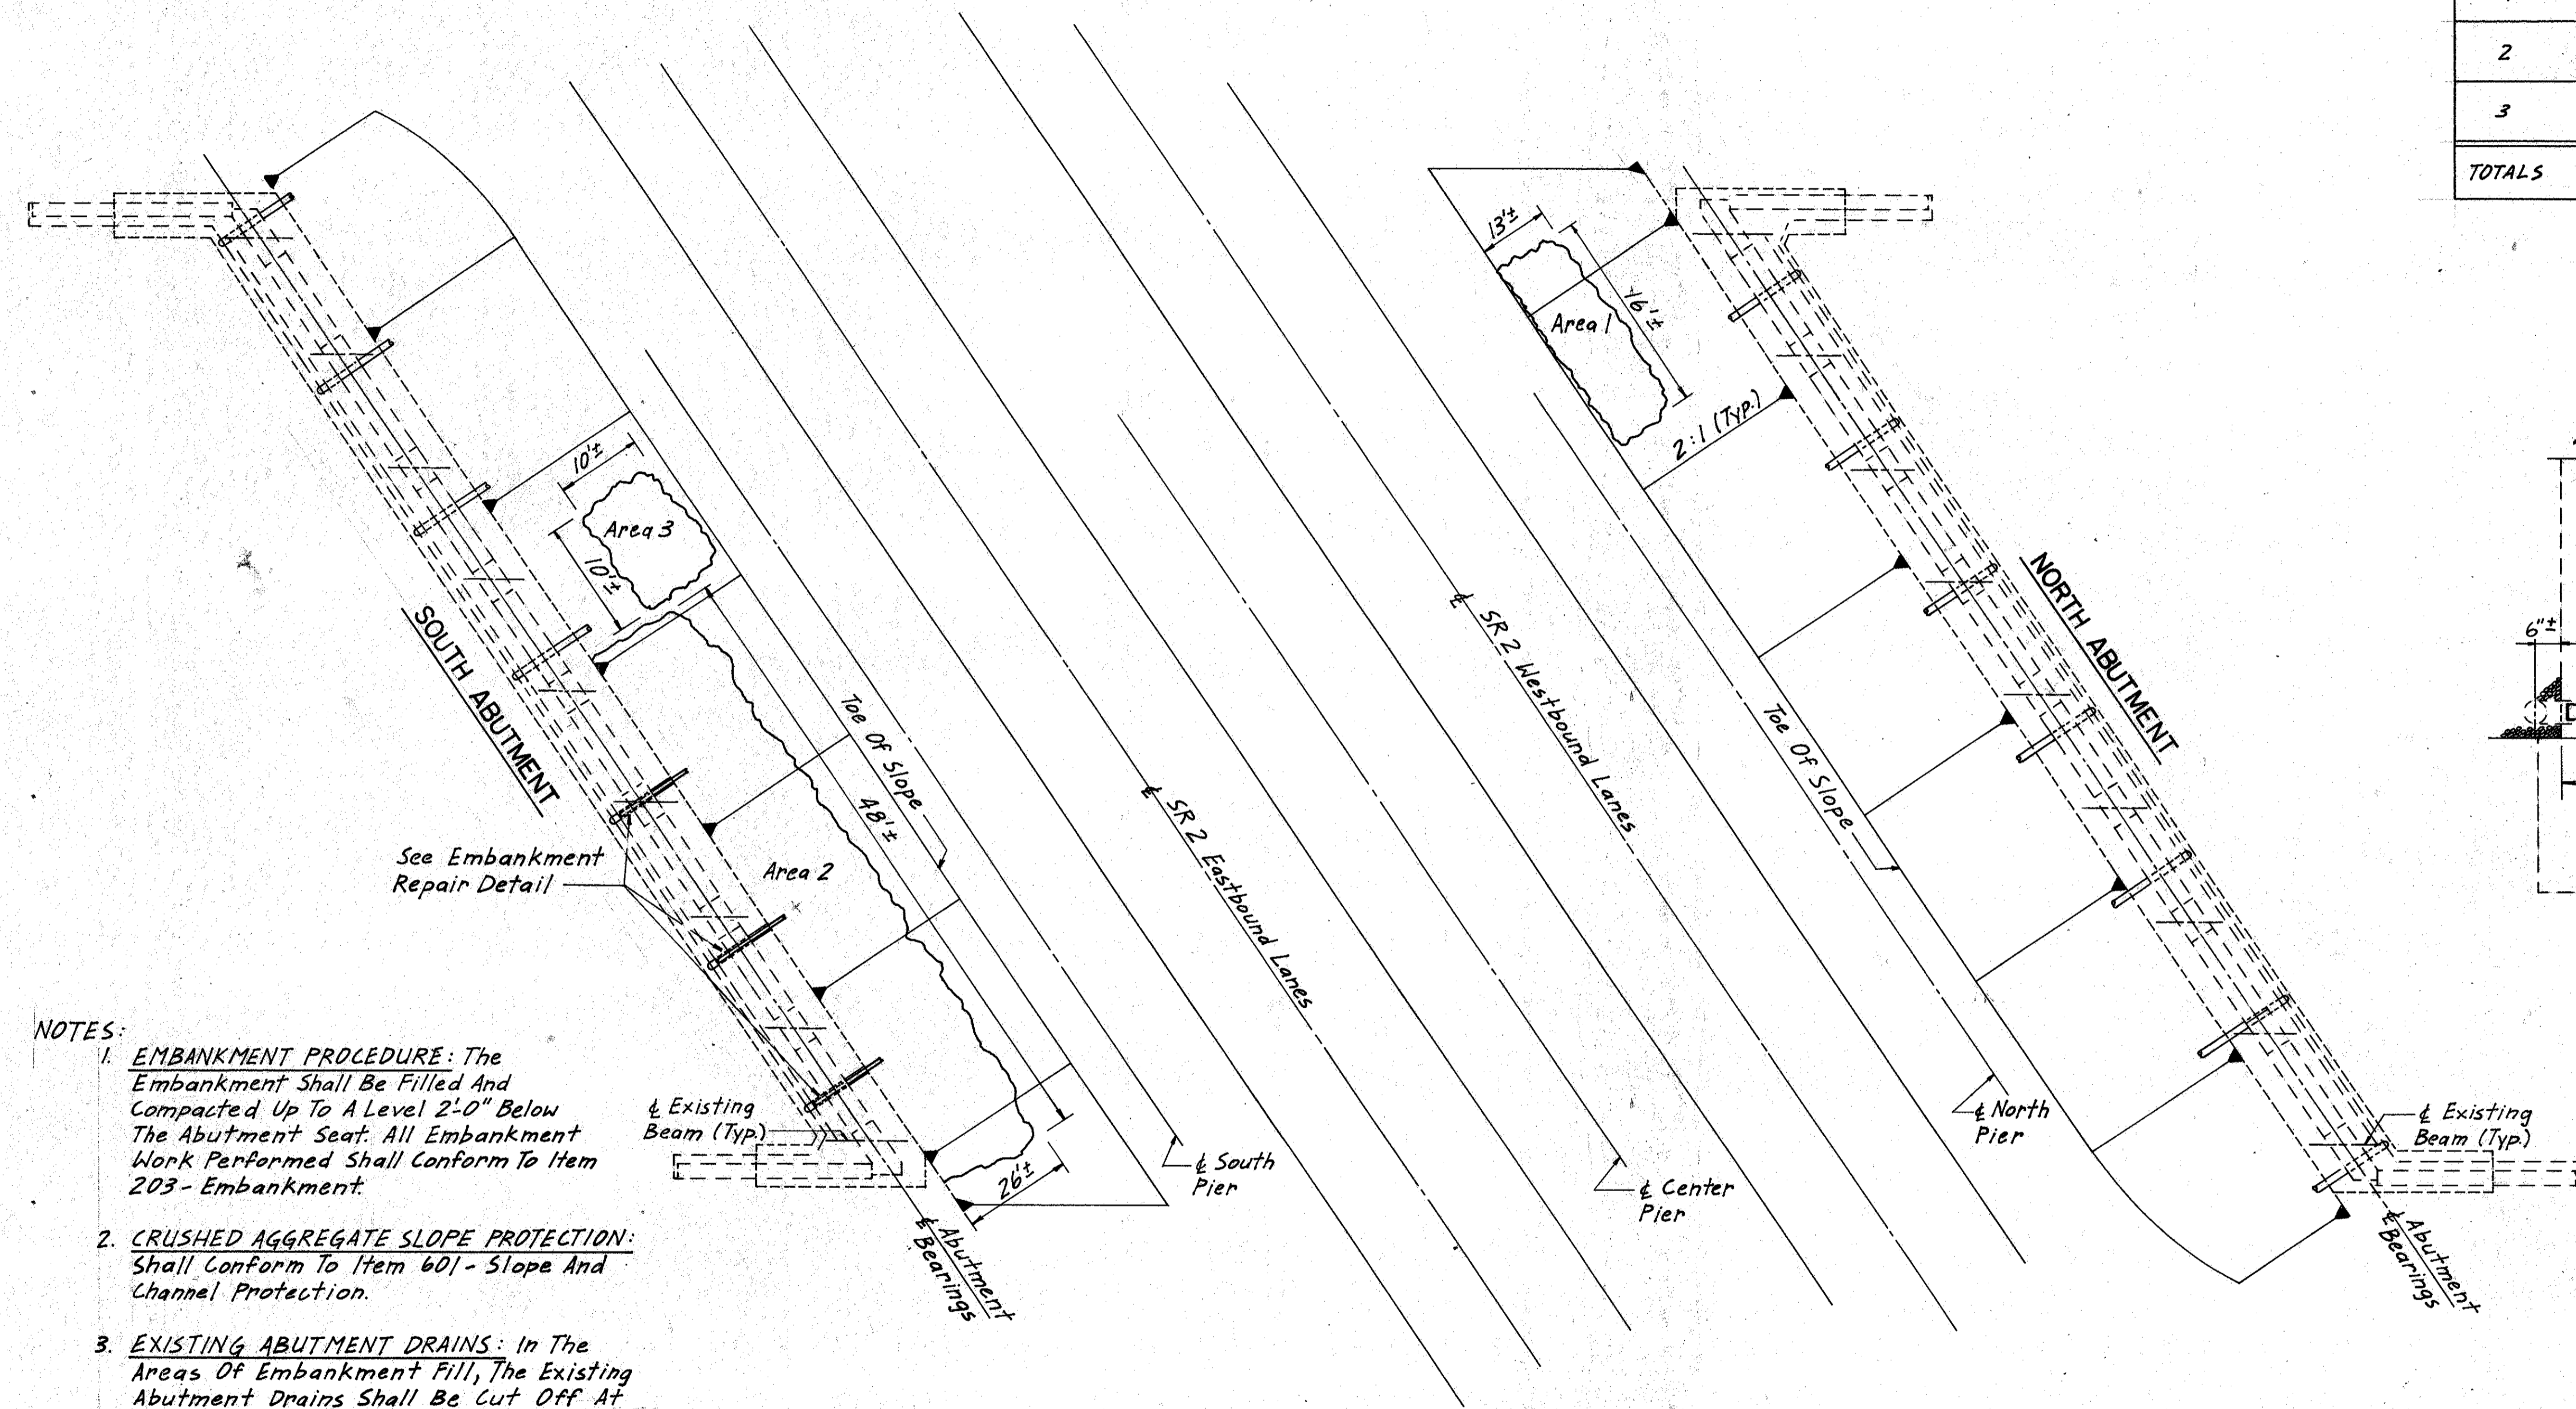 2
3
TOTALS
13'±
16'±
Area 1
2:1 (Typ.)
10'±
Area 3
10'±
SOUTH ABUTMENT
NORTH ABUTMENT
6"±
℄ SR 2 Westbound Lanes
Toe Of Slope
Toe Of Slope
48'±
℄ SR 2 Eastbound Lanes
See Embankment
Repair Detail
Area 2
NOTES:
1. EMBANKMENT PROCEDURE: The
Embankment Shall Be Filled And
Compacted Up To A Level 2'-0" Below
The Abutment Seat. All Embankment
Work Performed Shall Conform To Item
203 - Embankment.
℄ Existing
Beam (Typ.)
26'±
℄ South
Pier
℄ Center
Pier
℄ North
Pier
℄ Existing
Beam (Typ.)
℄ Abutment
Bearings
℄ Abutment
Bearings
2. CRUSHED AGGREGATE SLOPE PROTECTION:
Shall Conform To Item 601 - Slope And
Channel Protection.
3. EXISTING ABUTMENT DRAINS: In The
Areas Of Embankment Fill, The Existing
Abutment Drains Shall Be Cut Off At